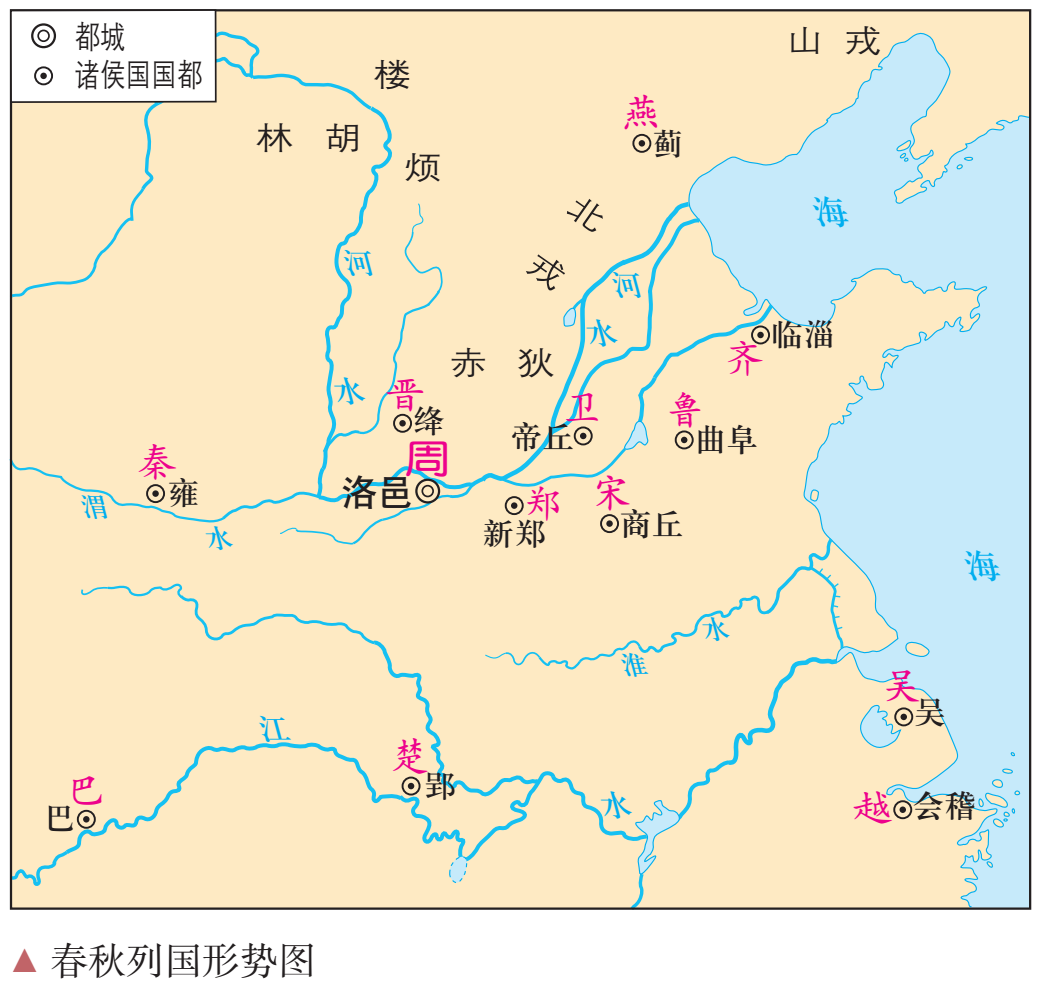 都城
诸侯国国都
山戎
楼
烦
林胡
燕
蓟
北
戎
海
河
水
河
水
临淄
齐
赤狄
晋
绛
卫
帝丘
鲁
曲阜
周
洛邑
秦
雍
渭
水
郑
新郑
宋
商丘
海
淮
水
吴
吴
江
水
楚
郢
巴
巴
越
会稽
▲ 春秋列国形势图